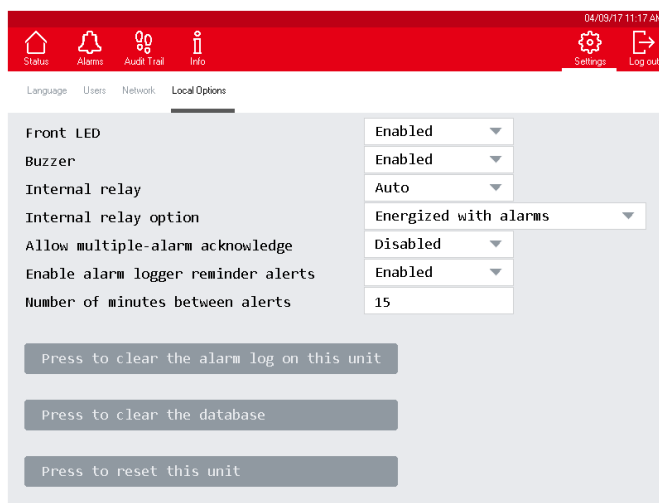 04/09/17 11:17 AM
Status Alarms Audit Trail Info Settings Log out
Language Users Network Local Options
Front LED Enabled
Buzzer Enabled
Internal relay Auto
Internal relay option Energized with alarms
Allow multiple-alarm acknowledge Disabled
Enable alarm logger reminder alerts Enabled
Number of minutes between alerts 15
Press to clear the alarm log on this unit
Press to clear the database
Press to reset this unit